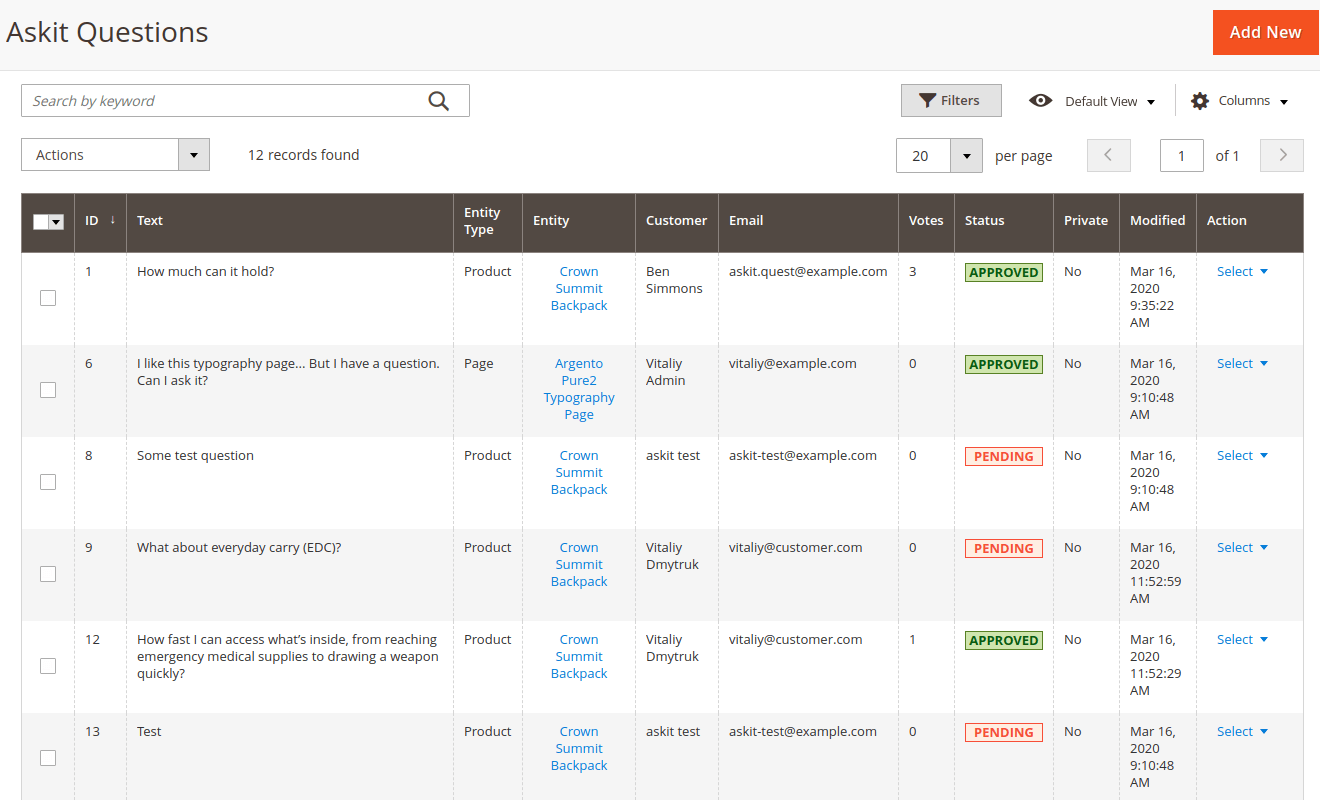 Askit Questions
Add New
Search by keyword
Filters
Default View
Columns
Actions
12 records found
20
per page
1
of 1
ID ↓ Text Entity Type Entity Customer Email Votes Status Private Modified Action
1 How much can it hold? Product Crown Summit Backpack Ben Simmons askit.quest@example.com 3 APPROVED No Mar 16, 2020 9:35:22 AM Select
6 I like this typography page... But I have a question. Can I ask it? Page Argento Pure2 Typography Page Vitaliy Admin vitaliy@example.com 0 APPROVED No Mar 16, 2020 9:10:48 AM Select
8 Some test question Product Crown Summit Backpack askit test askit-test@example.com 0 PENDING No Mar 16, 2020 9:10:48 AM Select
9 What about everyday carry (EDC)? Product Crown Summit Backpack Vitaliy Dmytruk vitaliy@customer.com 0 PENDING No Mar 16, 2020 11:52:59 AM Select
12 How fast I can access what’s inside, from reaching emergency medical supplies to drawing a weapon quickly? Product Crown Summit Backpack Vitaliy Dmytruk vitaliy@customer.com 1 APPROVED No Mar 16, 2020 11:52:29 AM Select
13 Test Product Crown Summit Backpack askit test askit-test@example.com 0 PENDING No Mar 16, 2020 9:10:48 AM Select